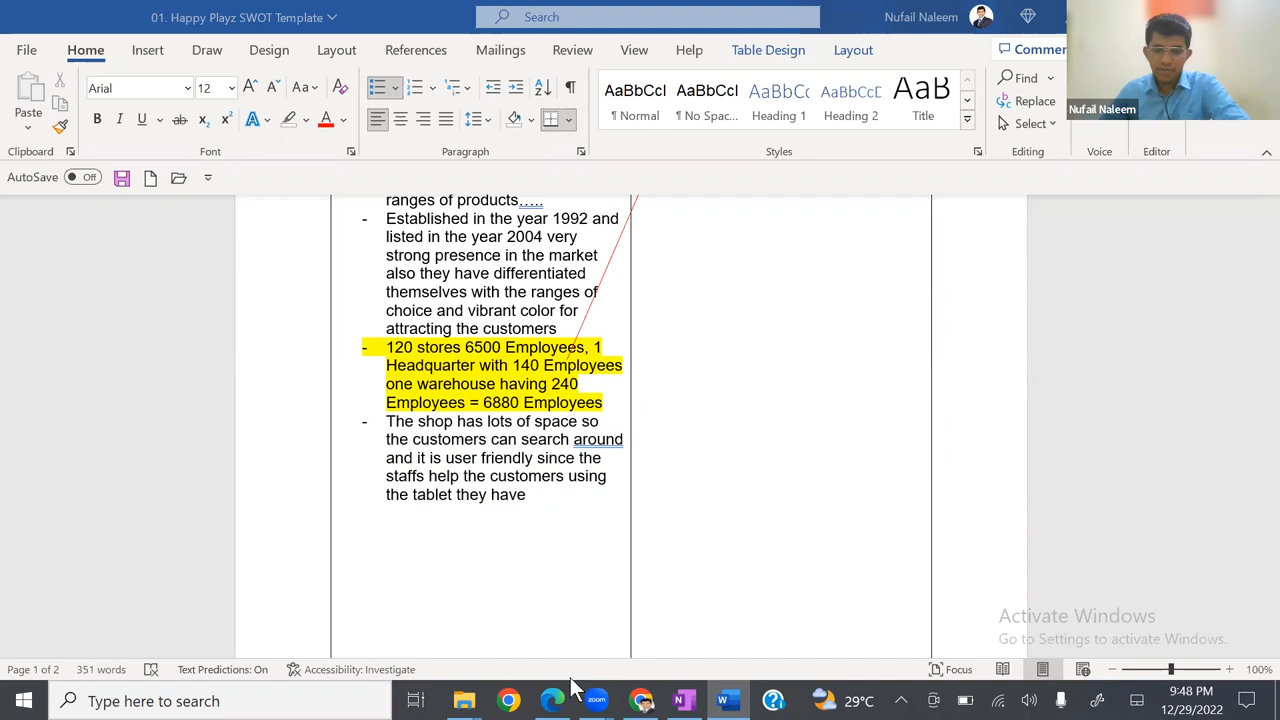 01. Happy Playz SWOT Template
Search
Nufail Naleem
File Home Insert Draw Design Layout References Mailings Review View Help Table Design Layout
Paste
Arial 12 Aa
B I U ab x₂ x² A A
AaBbCcI AaBbCcI AaBbCc AaBbCcD AaB
¶ Normal ¶ No Spac... Heading 1 Heading 2 Title
Find
Replace
Select
Clipboard Font Paragraph Styles Editing Voice Editor
Nufail Naleem
AutoSave Off
ranges of products…..
- Established in the year 1992 and
listed in the year 2004 very
strong presence in the market
also they have differentiated
themselves with the ranges of
choice and vibrant color for
attracting the customers
- 120 stores 6500 Employees, 1
Headquarter with 140 Employees
one warehouse having 240
Employees = 6880 Employees
- The shop has lots of space so
the customers can search around
and it is user friendly since the
staffs help the customers using
the tablet they have
Activate Windows
Go to Settings to activate Windows.
Page 1 of 2 351 words Text Predictions: On Accessibility: Investigate Focus 100%
Type here to search
zoom
29°C
9:48 PM
12/29/2022